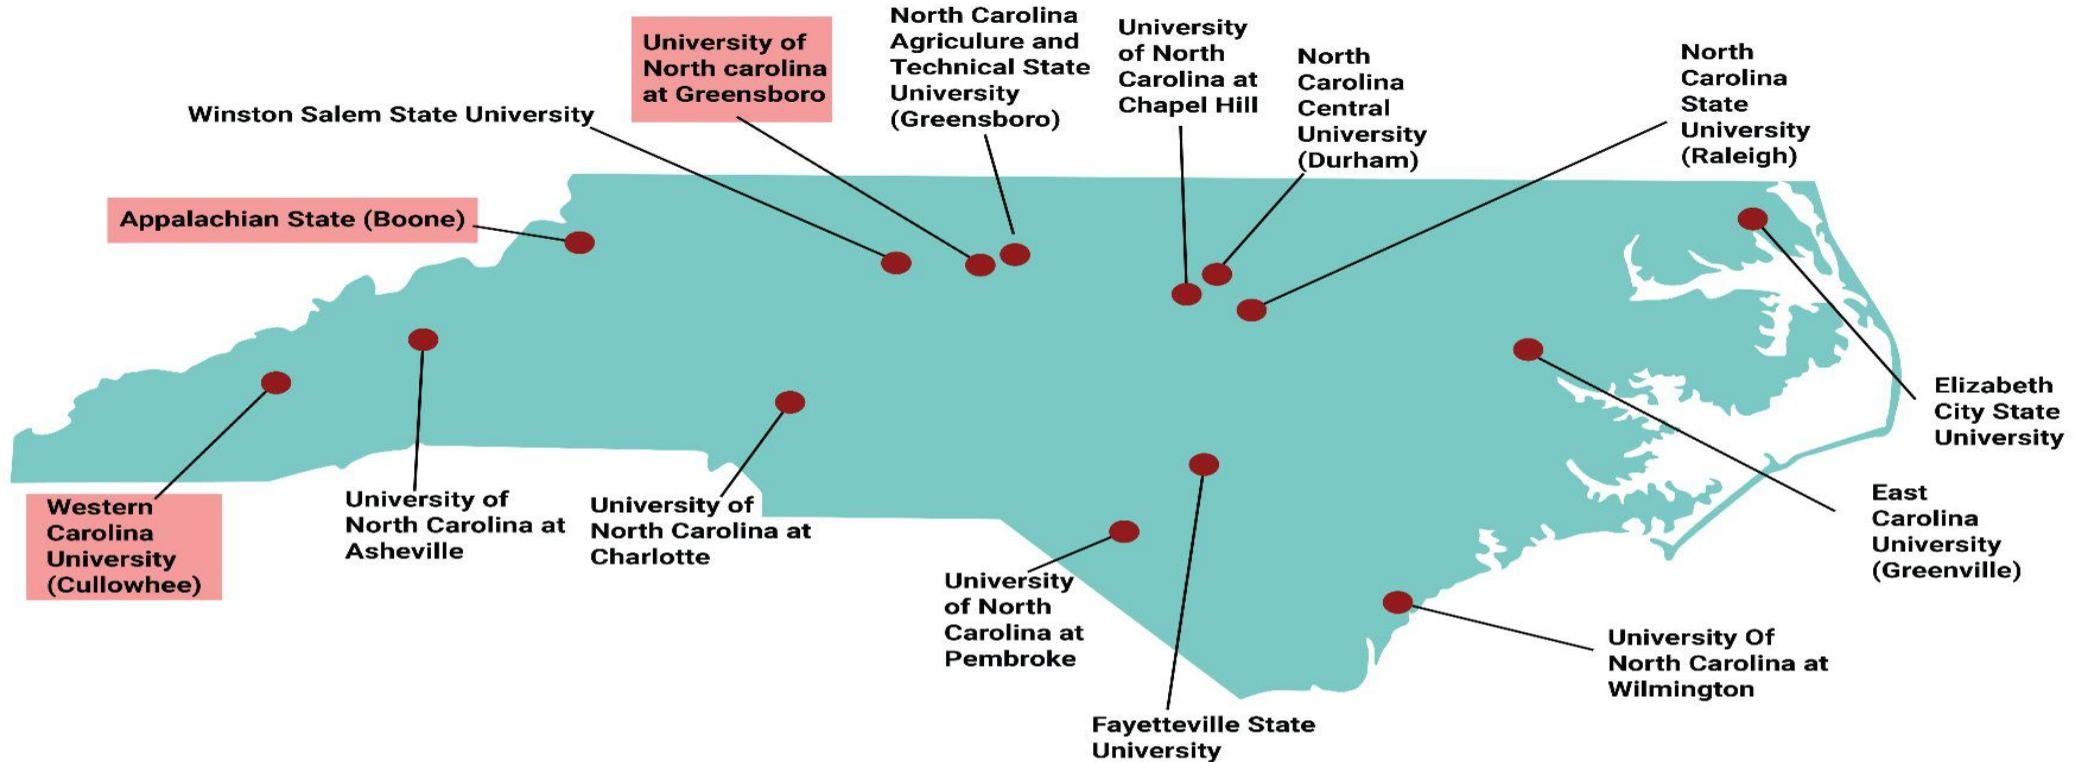 University of
North carolina
at Greensboro
North Carolina
Agriculure and
Technical State
University
(Greensboro)
University
of North
Carolina at
Chapel Hill
North
Carolina
Central
University
(Durham)
North
Carolina
State
University
(Raleigh)
Winston Salem State University
Appalachian State (Boone)
Elizabeth
City State
University
Western
Carolina
University
(Cullowhee)
University of
North Carolina at
Asheville
University of
North Carolina at
Charlotte
East
Carolina
University
(Greenville)
University
of North
Carolina at
Pembroke
University Of
North Carolina at
Wilmington
Fayetteville State
University